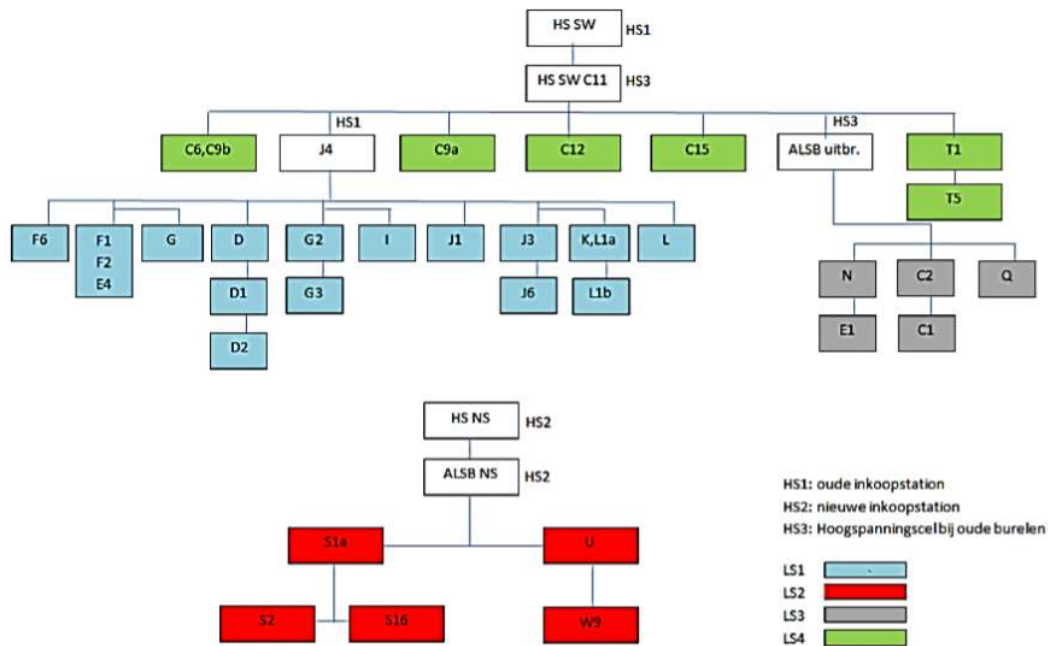 HS SW HS1
HS SW C11 HS3
HS1 HS3
C6,C9b J4 C9a C12 C15 ALSB uitbr. T1
T5
F6 F1 G D G2 I J1 J3 K,L1a L
F2
E4
N C2 Q
D1 G3 J6 L1b
E1 C1
D2
HS NS HS2
ALSB NS HS2
HS1: oude inkoopstation
HS2: nieuwe inkoopstation
HS3: Hoogspanningscel bij oude burelen
S1a U
LS1
LS2
S2 S16 W9
LS3
LS4